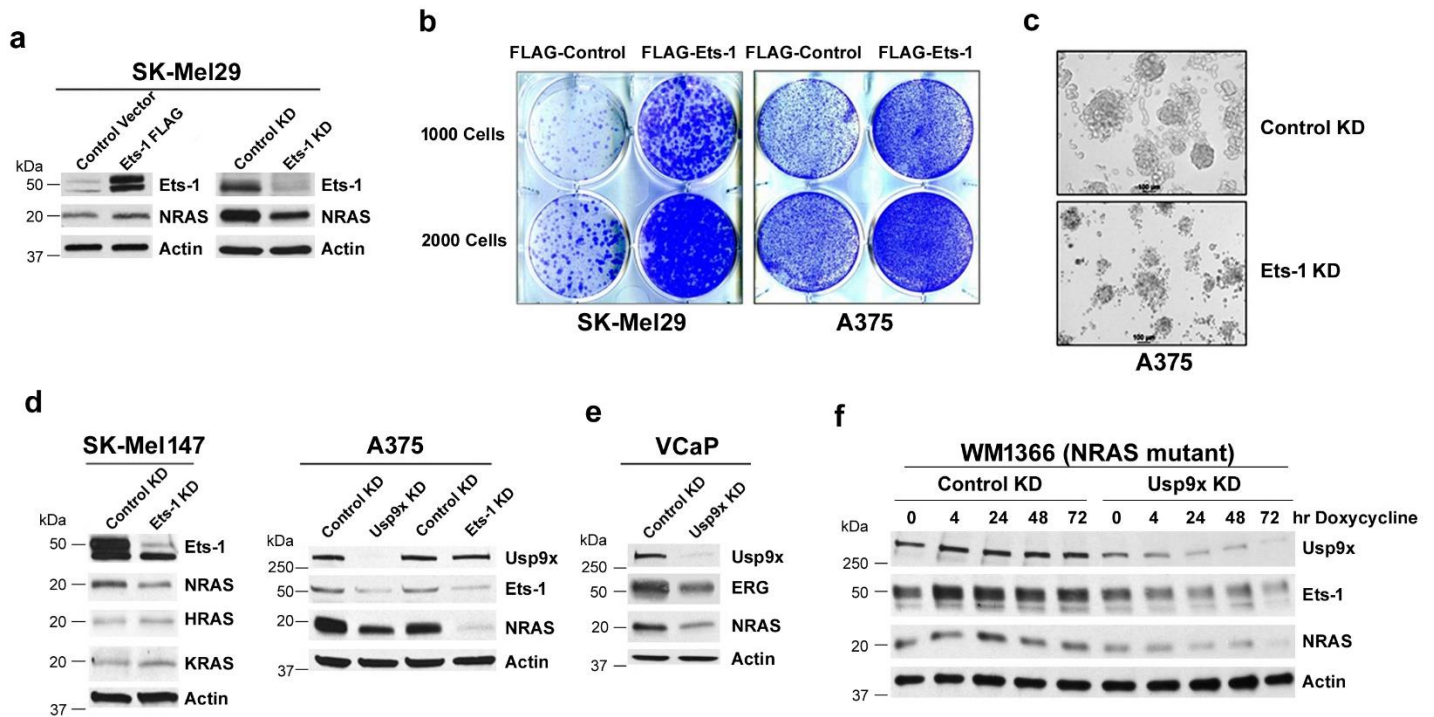 a
SK-Mel29
Control Vector
Ets-1 FLAG
Control KD
Ets-1 KD
kDa
50
Ets-1
Ets-1
20
NRAS
NRAS
37
Actin
Actin
b
FLAG-Control FLAG-Ets-1 FLAG-Control FLAG-Ets-1
1000 Cells
2000 Cells
SK-Mel29
A375
c
100 µm
Control KD
100 µm
Ets-1 KD
A375
d
SK-Mel147
Control KD
Ets-1 KD
kDa
50
Ets-1
20
NRAS
HRAS
20
KRAS
37
Actin
A375
Control KD
Usp9x KD
Control KD
Ets-1 KD
kDa
250
Usp9x
50
Ets-1
20
NRAS
37
Actin
e
VCaP
Control KD
Usp9x KD
kDa
250
Usp9x
50
ERG
20
NRAS
37
Actin
f
WM1366 (NRAS mutant)
Control KD Usp9x KD
0 4 24 48 72 0 4 24 48 72 hr Doxycycline
kDa
250
Usp9x
50
Ets-1
20
NRAS
37
Actin